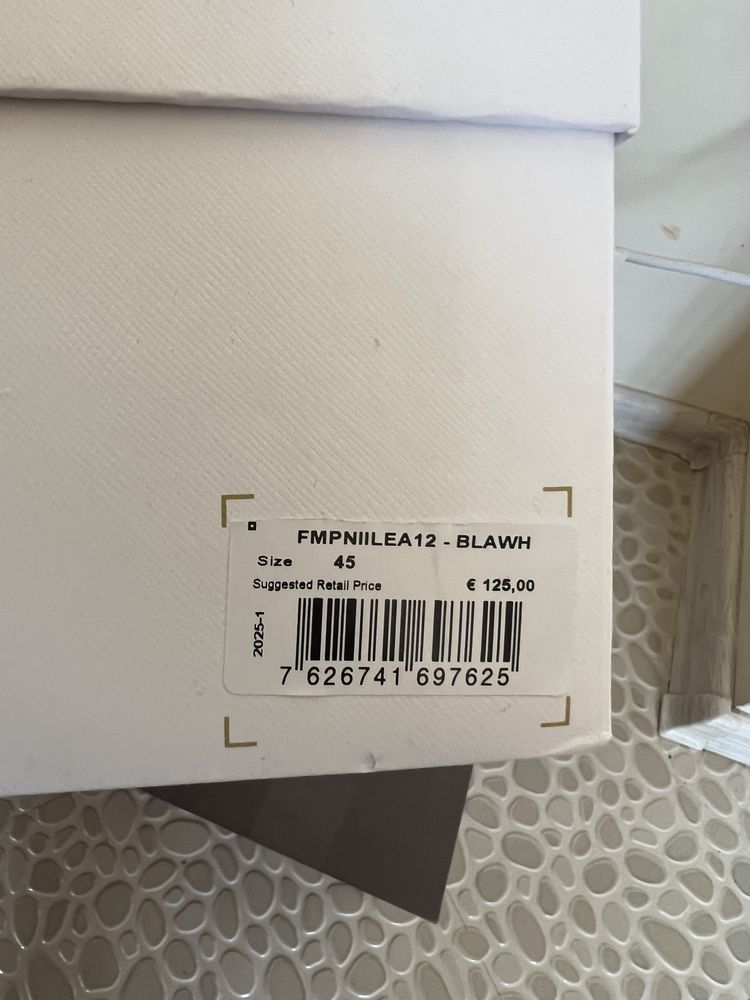 FMPNIILEA12 - BLAWH
Size 45
Suggested Retail Price € 125,00
2025-1
7 626741 697625